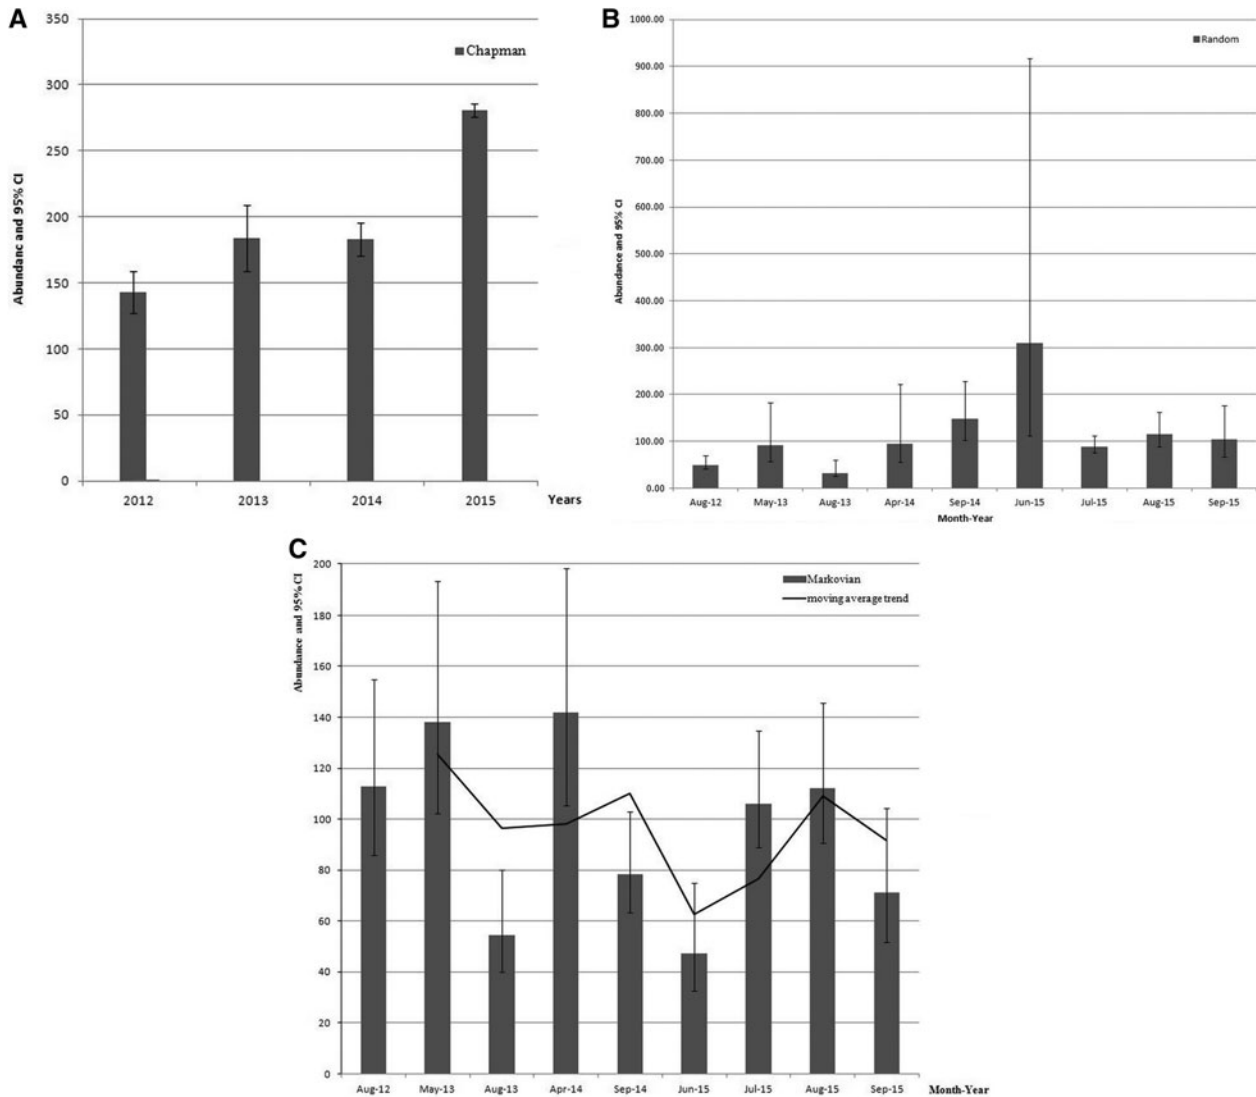 A
350
300
250
200
150
100
50
0
Abundanc and 95% CI
Chapman
2012 2013 2014 2015 Years
B
1000.00
900.00
800.00
700.00
600.00
500.00
400.00
300.00
200.00
100.00
0.00
Abundance and 95% CI
Random
Aug-12 May-13 Aug-13 Apr-14 Sep-14 Jun-15 Jul-15 Aug-15 Sep-15
Month-Year
C
200
180
160
140
120
100
80
60
40
20
0
Abundance and 95% CI
Markovian
moving average trend
Aug-12 May-13 Aug-13 Apr-14 Sep-14 Jun-15 Jul-15 Aug-15 Sep-15 Month-Year